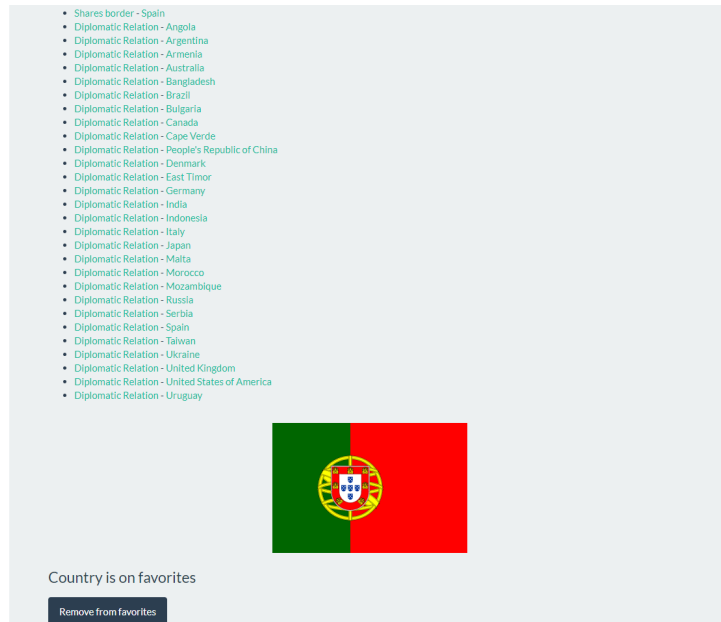 Shares border - Spain
Diplomatic Relation - Angola
Diplomatic Relation - Argentina
Diplomatic Relation - Armenia
Diplomatic Relation - Australia
Diplomatic Relation - Bangladesh
Diplomatic Relation - Brazil
Diplomatic Relation - Bulgaria
Diplomatic Relation - Canada
Diplomatic Relation - Cape Verde
Diplomatic Relation - People's Republic of China
Diplomatic Relation - Denmark
Diplomatic Relation - East Timor
Diplomatic Relation - Germany
Diplomatic Relation - India
Diplomatic Relation - Indonesia
Diplomatic Relation - Italy
Diplomatic Relation - Japan
Diplomatic Relation - Malta
Diplomatic Relation - Morocco
Diplomatic Relation - Mozambique
Diplomatic Relation - Russia
Diplomatic Relation - Serbia
Diplomatic Relation - Spain
Diplomatic Relation - Taiwan
Diplomatic Relation - Ukraine
Diplomatic Relation - United Kingdom
Diplomatic Relation - United States of America
Diplomatic Relation - Uruguay
Country is on favorites
Remove from favorites